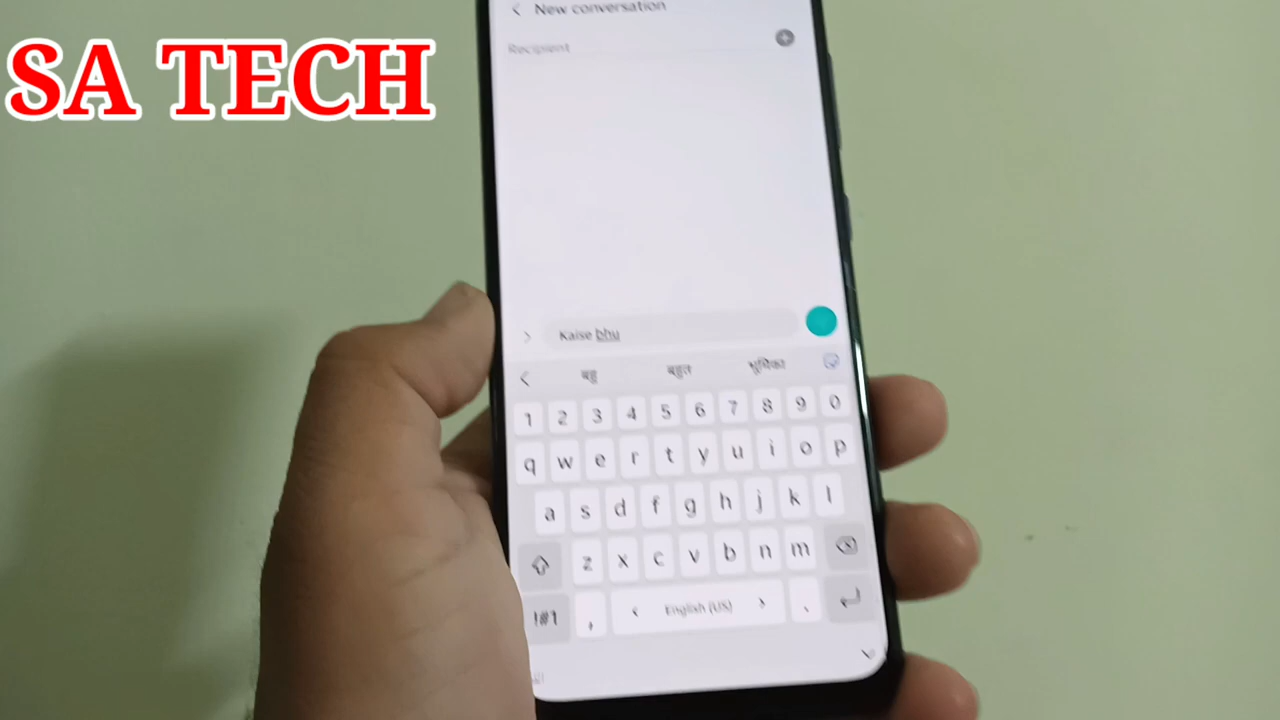 SA TECH
New conversation
Recipient
Kaise bhu
बहु बहुत भूमिका
1 2 3 4 5 6 7 8 9 0
q w e r t y u i o p
a s d f g h j k l
z x c v b n m
!#1 , < English (US) > .